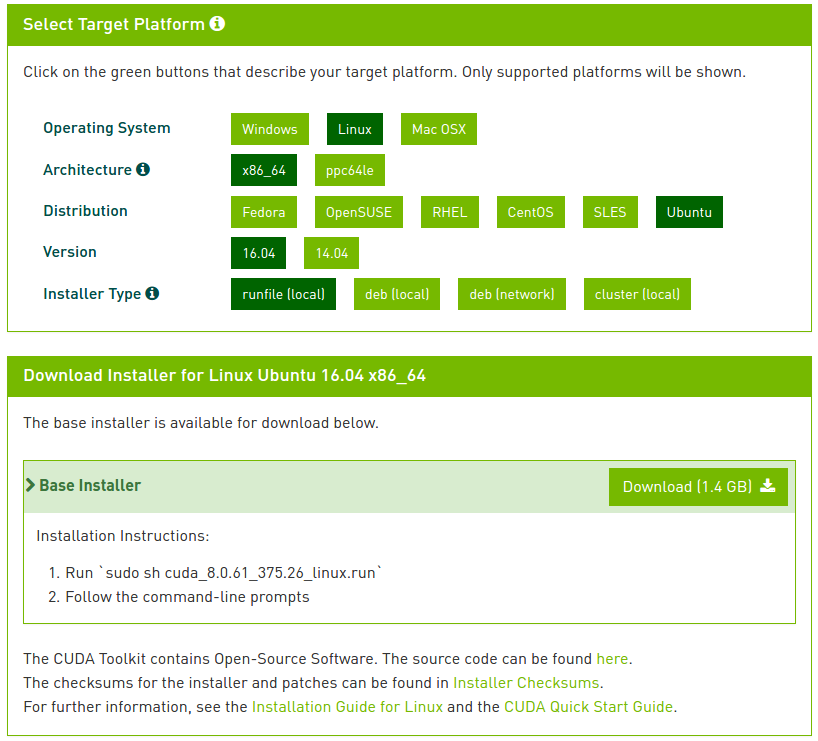 Select Target Platform
Click on the green buttons that describe your target platform. Only supported platforms will be shown.
Operating System Windows Linux Mac OSX
Architecture x86_64 ppc64le
Distribution Fedora OpenSUSE RHEL CentOS SLES Ubuntu
Version 16.04 14.04
Installer Type runfile (local) deb (local) deb (network) cluster (local)
Download Installer for Linux Ubuntu 16.04 x86_64
The base installer is available for download below.
Base Installer Download (1.4 GB)
Installation Instructions:
1. Run `sudo sh cuda_8.0.61_375.26_linux.run`
2. Follow the command-line prompts
The CUDA Toolkit contains Open-Source Software. The source code can be found here.
The checksums for the installer and patches can be found in Installer Checksums.
For further information, see the Installation Guide for Linux and the CUDA Quick Start Guide.